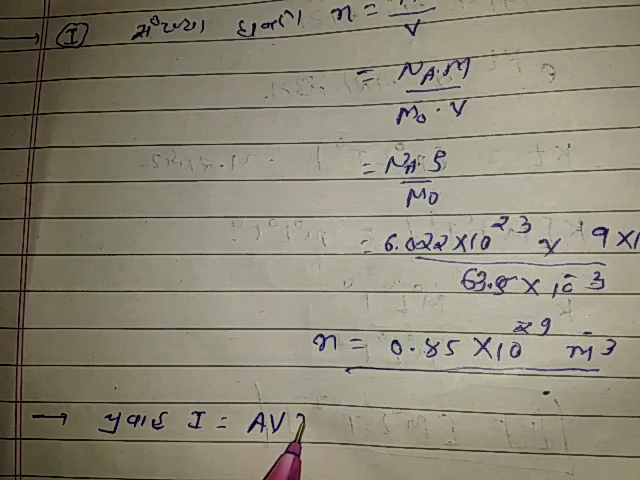 → (I) સંખ્યા ઘનતા n = / V
= NA.M / M0 · V
= NA.ρ / M0
= 6.022 × 10^23 × 9 × 1 / 63.5 × 10^-3
n = 0.85 × 10^29 m^-3
→ પ્રવાહ I = AV